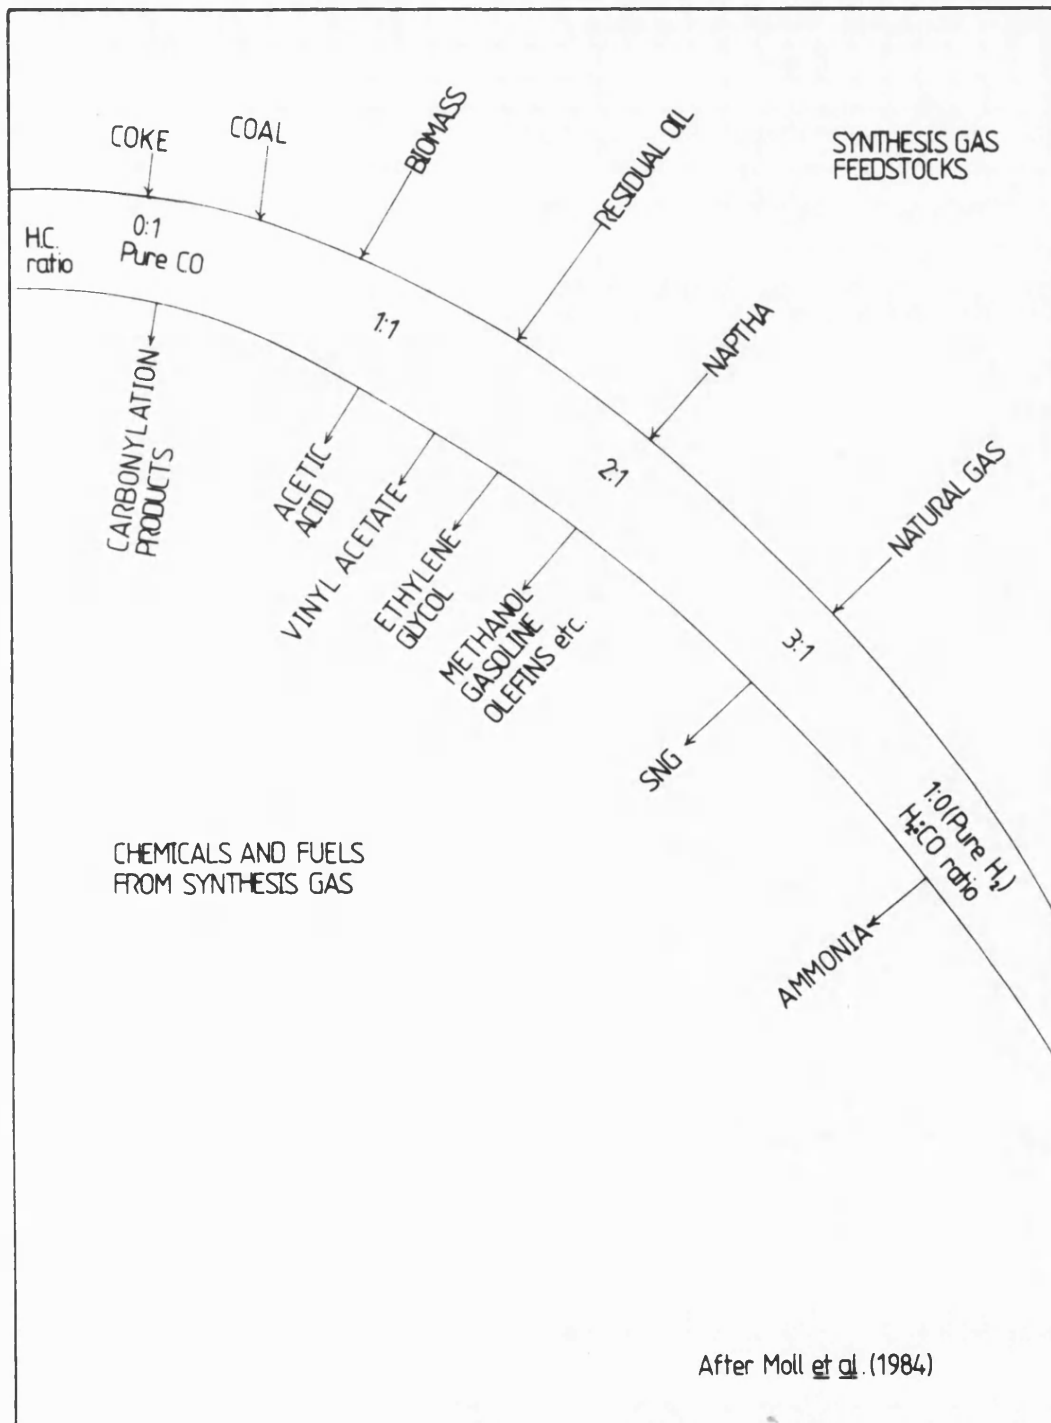 COKE
COAL
BIOMASS
RESIDUAL OIL
SYNTHESIS GAS
FEEDSTOCKS
H.C.
ratio
0:1
Pure CO
1:1
NAPTHA
2:1
NATURAL GAS
3:1
1:0 (Pure H₂)
H₂:CO ratio
CARBONYLATION
PRODUCTS
ACETIC
ACID
VINYL ACETATE
ETHYLENE
GLYCOL
METHANOL
GASOLINE
OLEFINS etc.
SNG
AMMONIA
CHEMICALS AND FUELS
FROM SYNTHESIS GAS
After Moll et al. (1984)